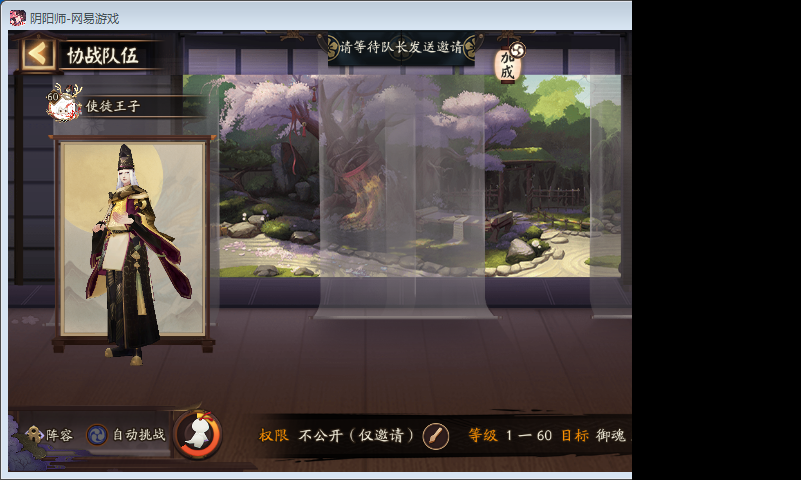 阴阳师-网易游戏
协战队伍
请等待队长发送邀请
加成
60
使徒王子
阵容
自动挑战
权限 不公开（仅邀请）
等级 1 — 60 目标 御魂